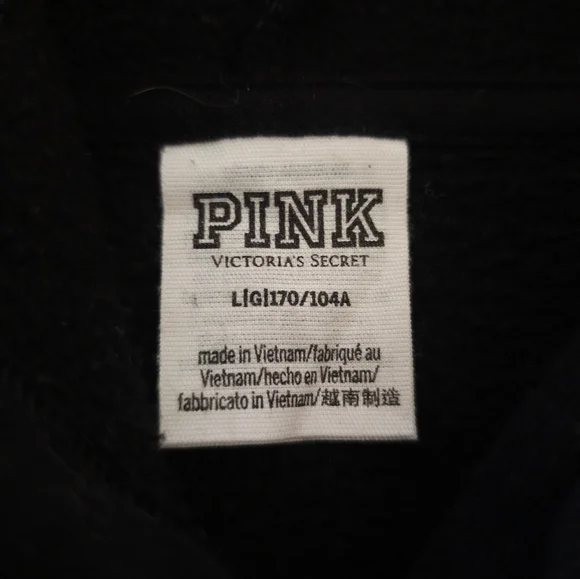 PINK
VICTORIA'S SECRET
L|G|170/104A
made in Vietnam/fabriqué au
Vietnam/hecho en Vietnam/
fabbricato in Vietnam/越南制造